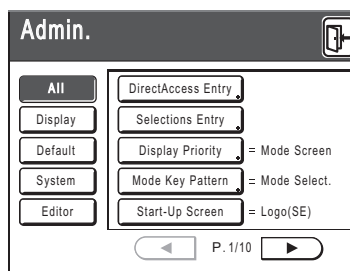 Admin.
All
DirectAccess Entry
Display
Selections Entry
Default
Display Priority = Mode Screen
System
Mode Key Pattern = Mode Select.
Editor
Start-Up Screen = Logo(SE)
P. 1/10